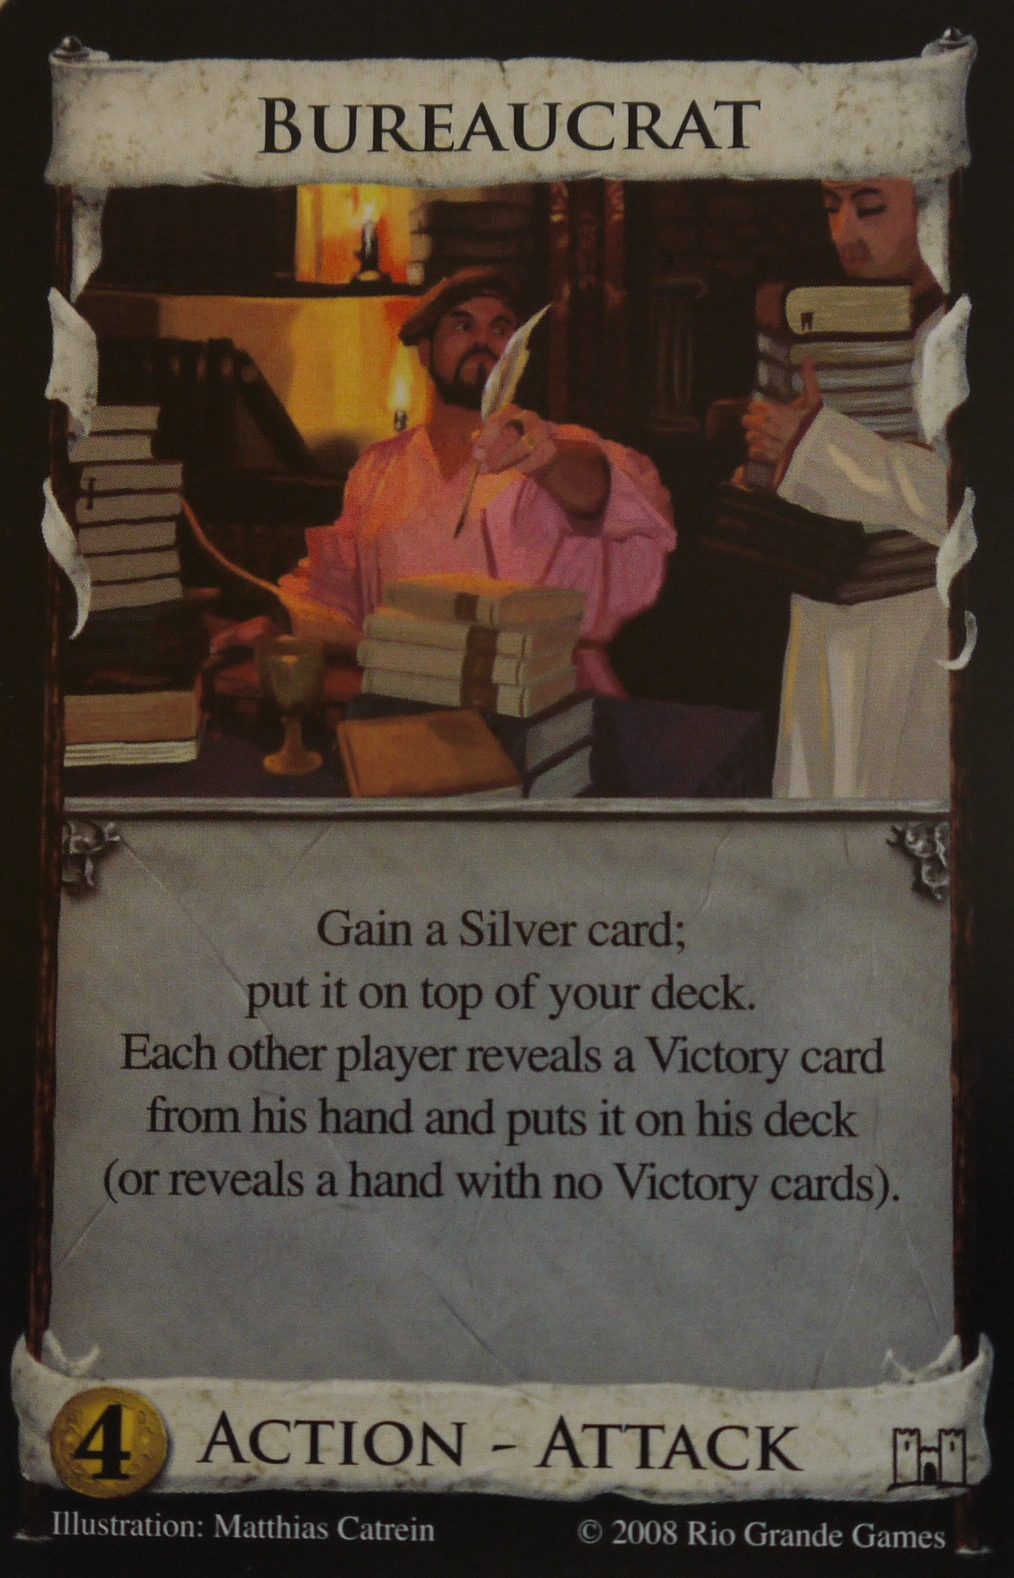 BUREAUCRAT
Gain a Silver card;
put it on top of your deck.
Each other player reveals a Victory card
from his hand and puts it on his deck
(or reveals a hand with no Victory cards).
4 ACTION - ATTACK
Illustration: Matthias Catrein © 2008 Rio Grande Games